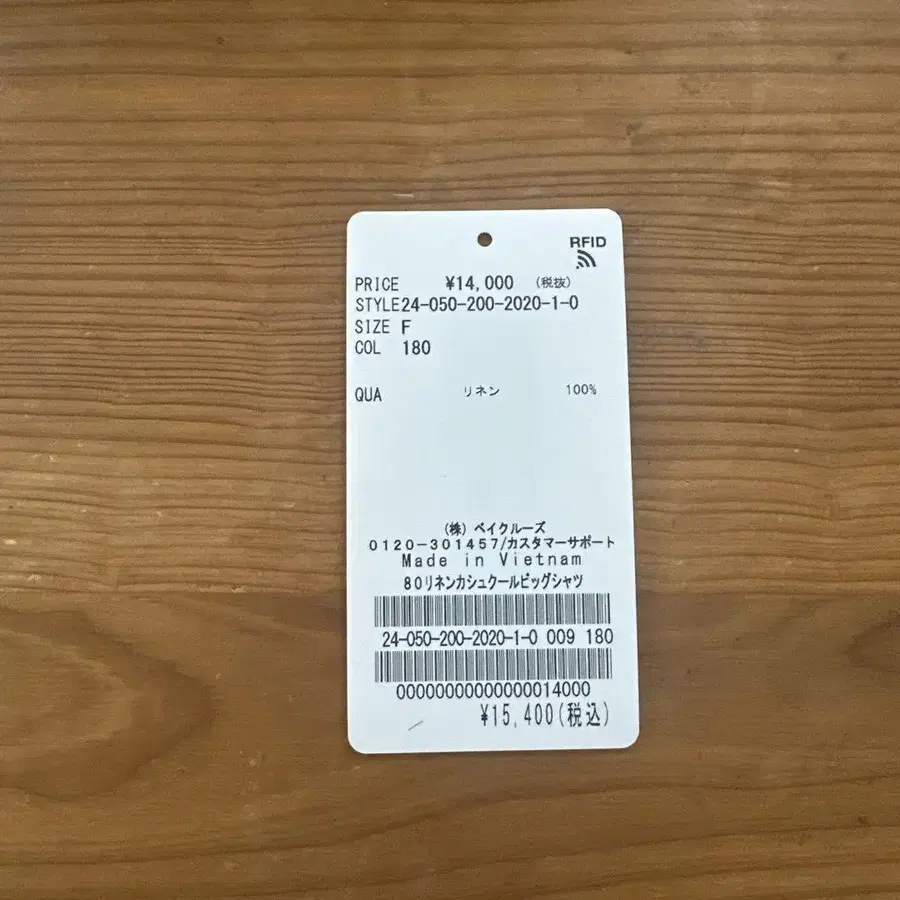 RFID
PRICE ¥14,000 (税抜)
STYLE24-050-200-2020-1-0
SIZE F
COL 180
QUA リネン 100%
(株) ベイクルーズ
0120-301457/カスタマーサポート
Made in Vietnam
80リネンカシュクールビッグシャツ
24-050-200-2020-1-0 009 180
00000000000000014000
¥15,400(税込)